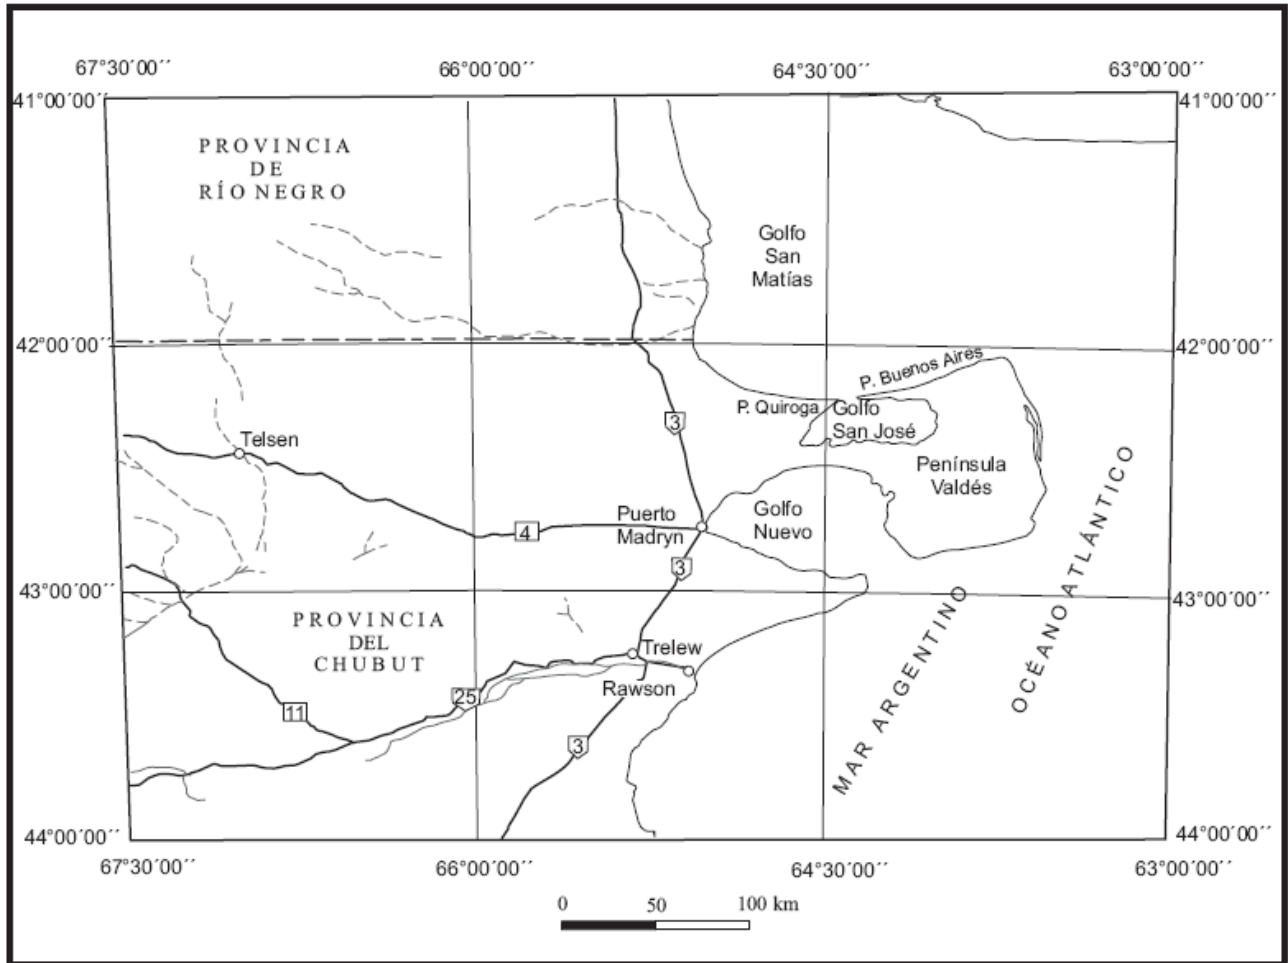 67°30´00´´
66°00´00´´
64°30´00´´
63°00´00´´
41°00´00´´
41°00´00´´
PROVINCIA
DE
RÍO NEGRO
Golfo
San
Matías
42°00´00´´
42°00´00´´
P. Buenos Aires
P. Quiroga
Golfo
San José
3
Telsen
Península
Valdés
Puerto
Madryn
Golfo
Nuevo
4
3
43°00´00´´
43°00´00´´
PROVINCIA
DEL
CHUBUT
Trelew
Rawson
MAR ARGENTINO
OCÉANO ATLÁNTICO
25
11
3
44°00´00´´
44°00´00´´
67°30´00´´
66°00´00´´
64°30´00´´
63°00´00´´
0 50 100 km